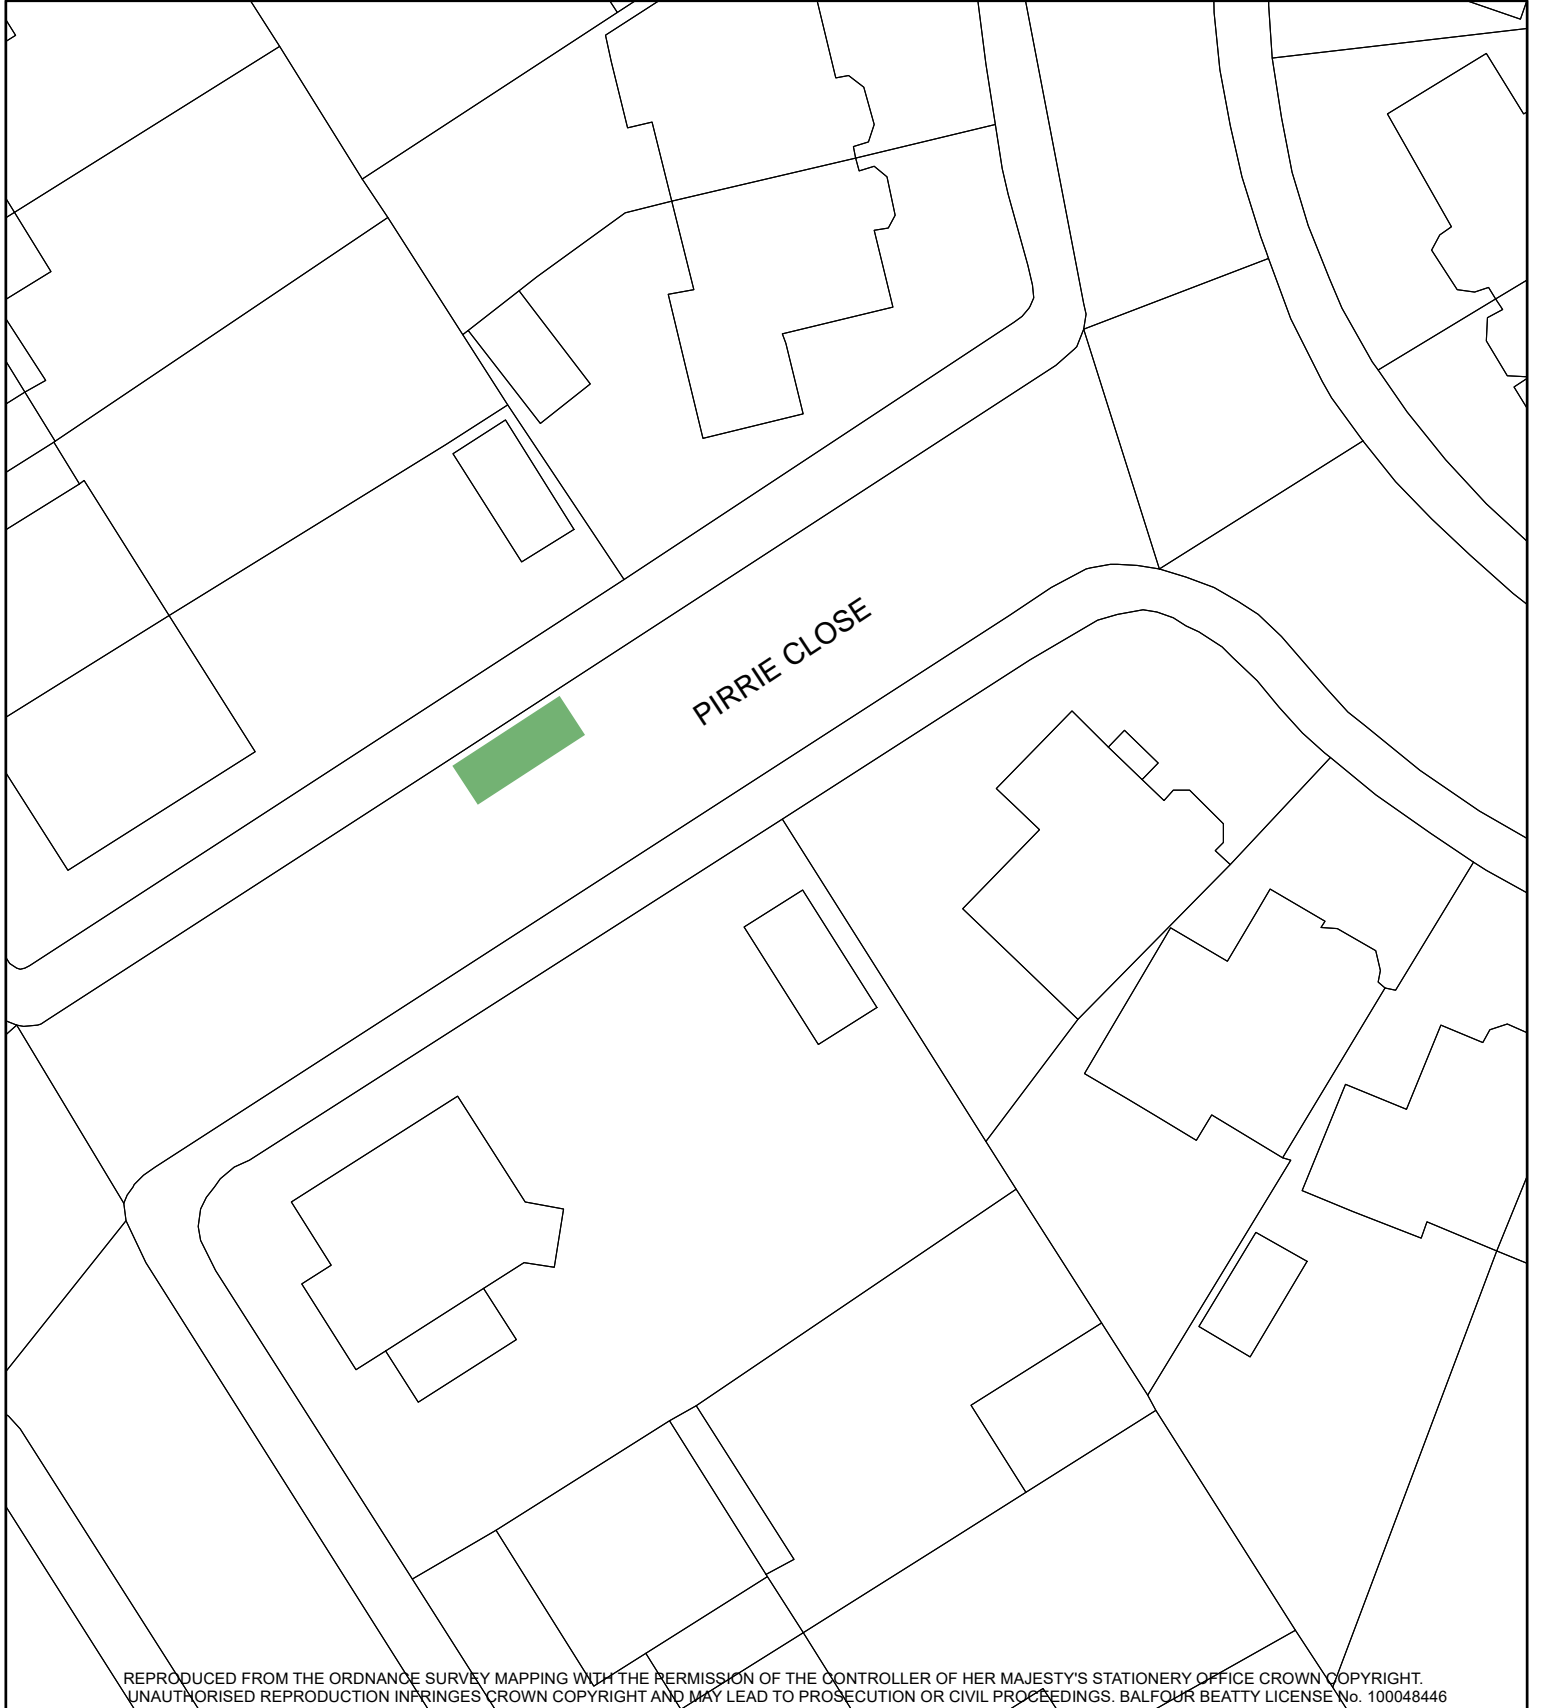 PIRRIE CLOSE
REPRODUCED FROM THE ORDNANCE SURVEY MAPPING WITH THE PERMISSION OF THE CONTROLLER OF HER MAJESTY'S STATIONERY OFFICE CROWN COPYRIGHT.
UNAUTHORISED REPRODUCTION INFRINGES CROWN COPYRIGHT AND MAY LEAD TO PROSECUTION OR CIVIL PROCEEDINGS. BALFOUR BEATTY LICENSE No. 100048446